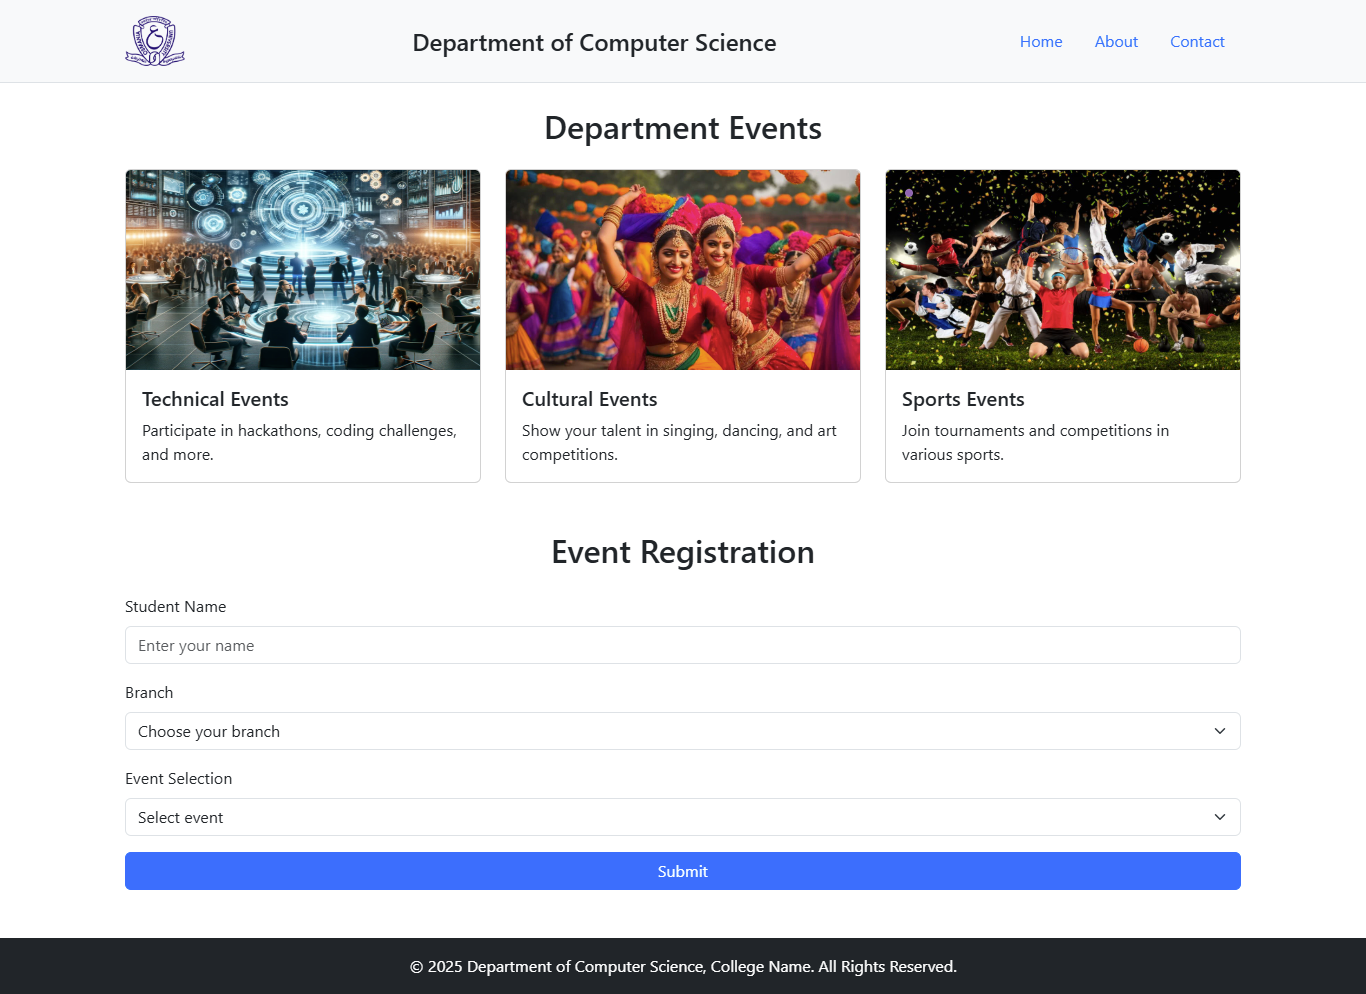 Department of Computer Science
Home About Contact
Department Events
Technical Events
Participate in hackathons, coding challenges,
and more.
Cultural Events
Show your talent in singing, dancing, and art
competitions.
Sports Events
Join tournaments and competitions in
various sports.
Event Registration
Student Name
Enter your name
Branch
Choose your branch
Event Selection
Select event
Submit
© 2025 Department of Computer Science, College Name. All Rights Reserved.